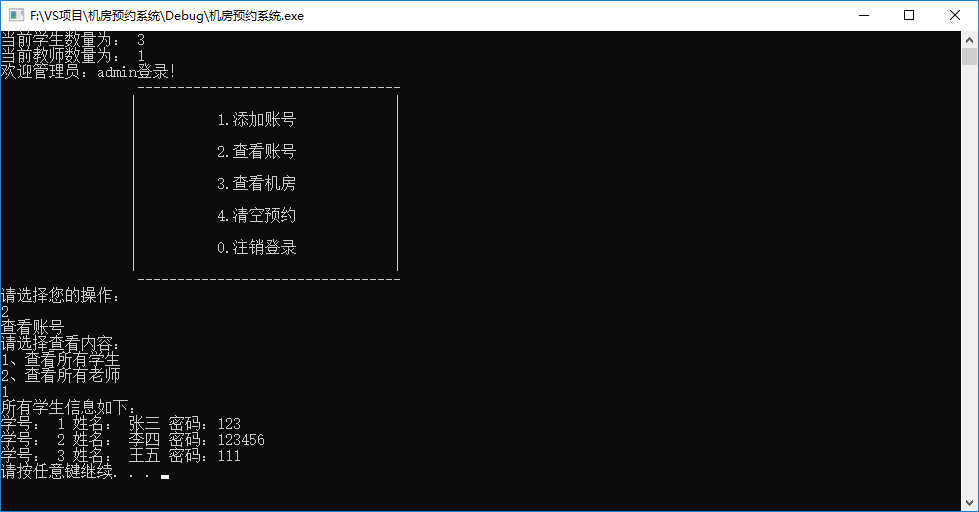 F:\VS项目\机房预约系统\Debug\机房预约系统.exe
当前学生数量为： 3
当前教师数量为： 1
欢迎管理员：admin登录!
---------------------------------
1.添加账号
2.查看账号
3.查看机房
4.清空预约
0.注销登录
---------------------------------
请选择您的操作：
2
查看账号
请选择查看内容：
1、查看所有学生
2、查看所有老师
1
所有学生信息如下：
学号： 1 姓名： 张三 密码：123
学号： 2 姓名： 李四 密码：123456
学号： 3 姓名： 王五 密码：111
请按任意键继续. . .